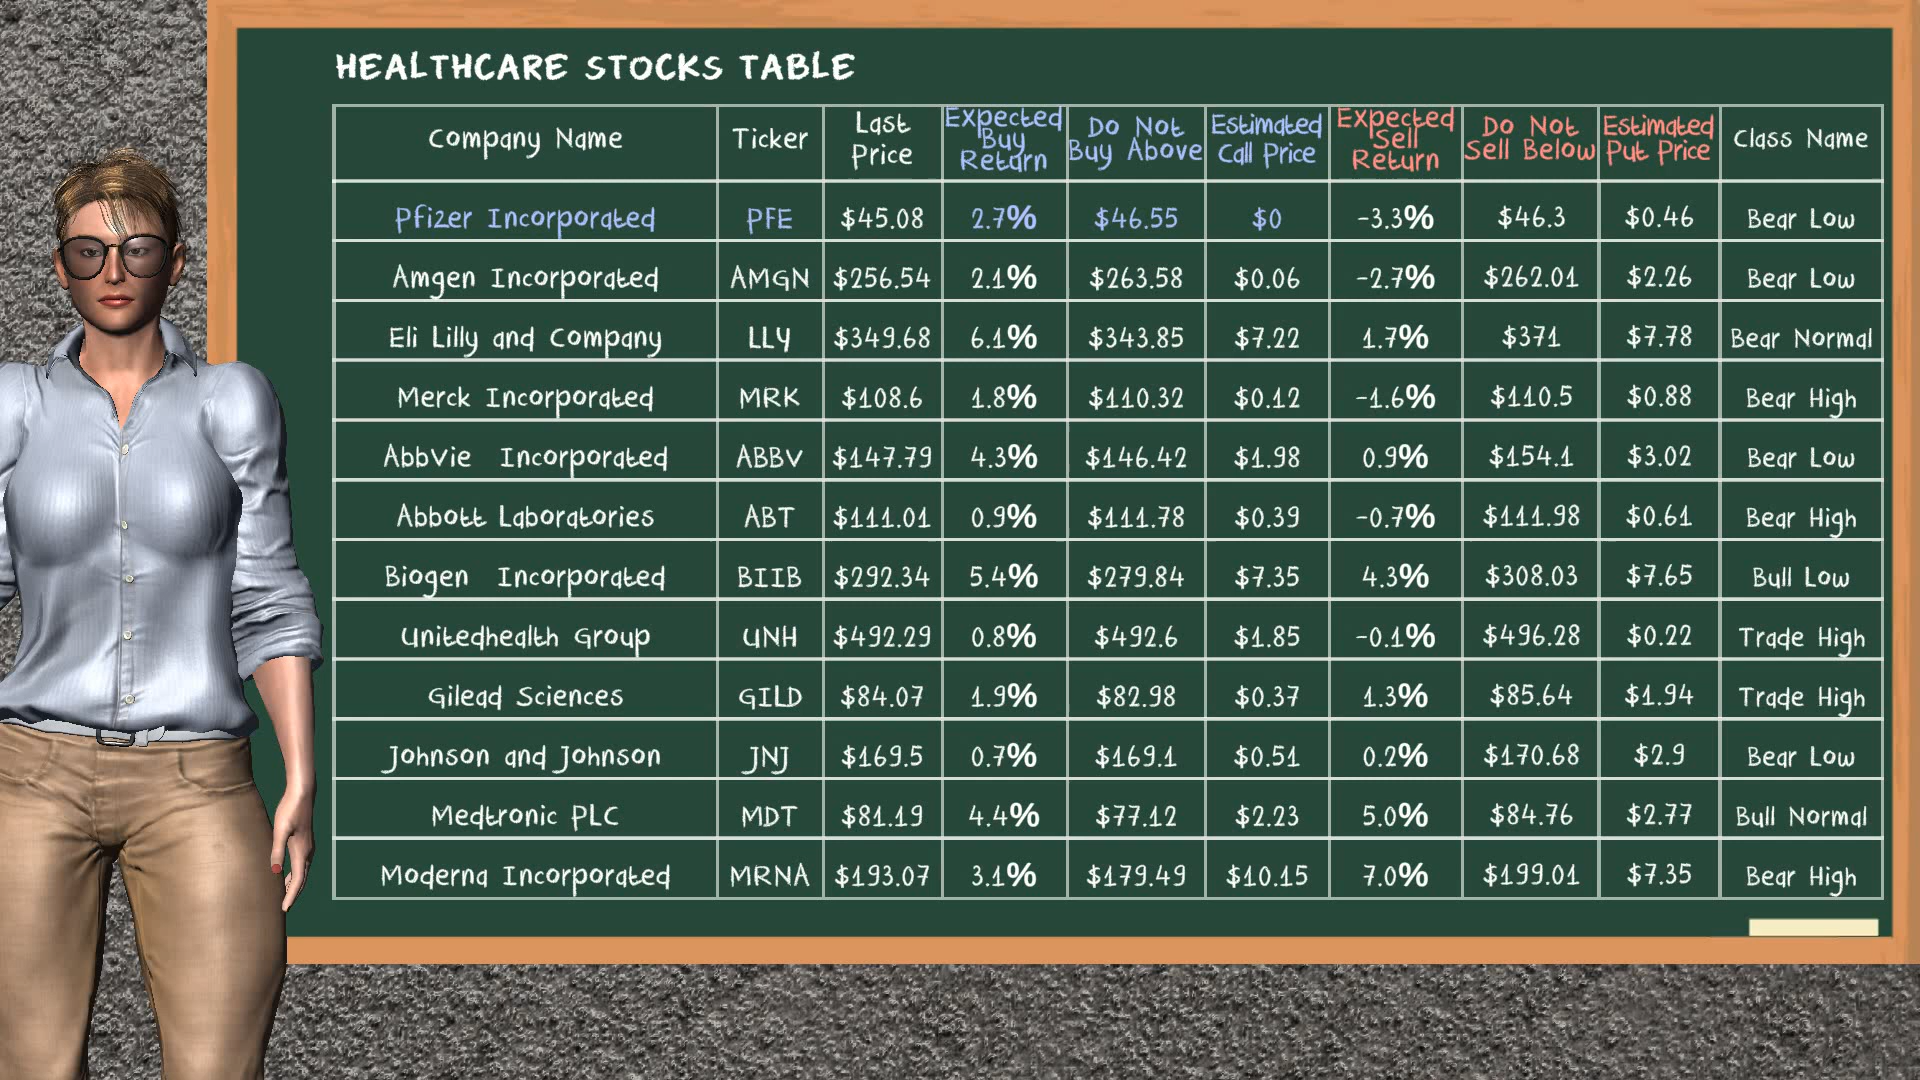 HEALTHCARE STOCKS TABLE
Company Name Ticker Last Price Expected Buy Return Do Not Buy Above Estimated Call Price Expected Sell Return Do Not Sell Below Estimated Put Price Class Name
Pfizer Incorporated PFE $45.08 2.7% $46.55 $0 -3.3% $46.3 $0.46 Bear Low
Amgen Incorporated AMGN $256.54 2.1% $263.58 $0.06 -2.7% $262.01 $2.26 Bear Low
Eli Lilly and Company LLY $349.68 6.1% $343.85 $7.22 1.7% $371 $7.78 Bear Normal
Merck Incorporated MRK $108.6 1.8% $110.32 $0.12 -1.6% $110.5 $0.88 Bear High
AbbVie Incorporated ABBV $147.79 4.3% $146.42 $1.98 0.9% $154.1 $3.02 Bear Low
Abbott Laboratories ABT $111.01 0.9% $111.78 $0.39 -0.7% $111.98 $0.61 Bear High
Biogen Incorporated BIIB $292.34 5.4% $279.84 $7.35 4.3% $308.03 $7.65 Bull Low
Unitedhealth Group UNH $492.29 0.8% $492.6 $1.85 -0.1% $496.28 $0.22 Trade High
Gilead Sciences GILD $84.07 1.9% $82.98 $0.37 1.3% $85.64 $1.94 Trade High
Johnson and Johnson JNJ $169.5 0.7% $169.1 $0.51 0.2% $170.68 $2.9 Bear Low
Medtronic PLC MDT $81.19 4.4% $77.12 $2.23 5.0% $84.76 $2.77 Bull Normal
Moderna Incorporated MRNA $193.07 3.1% $179.49 $10.15 7.0% $199.01 $7.35 Bear High